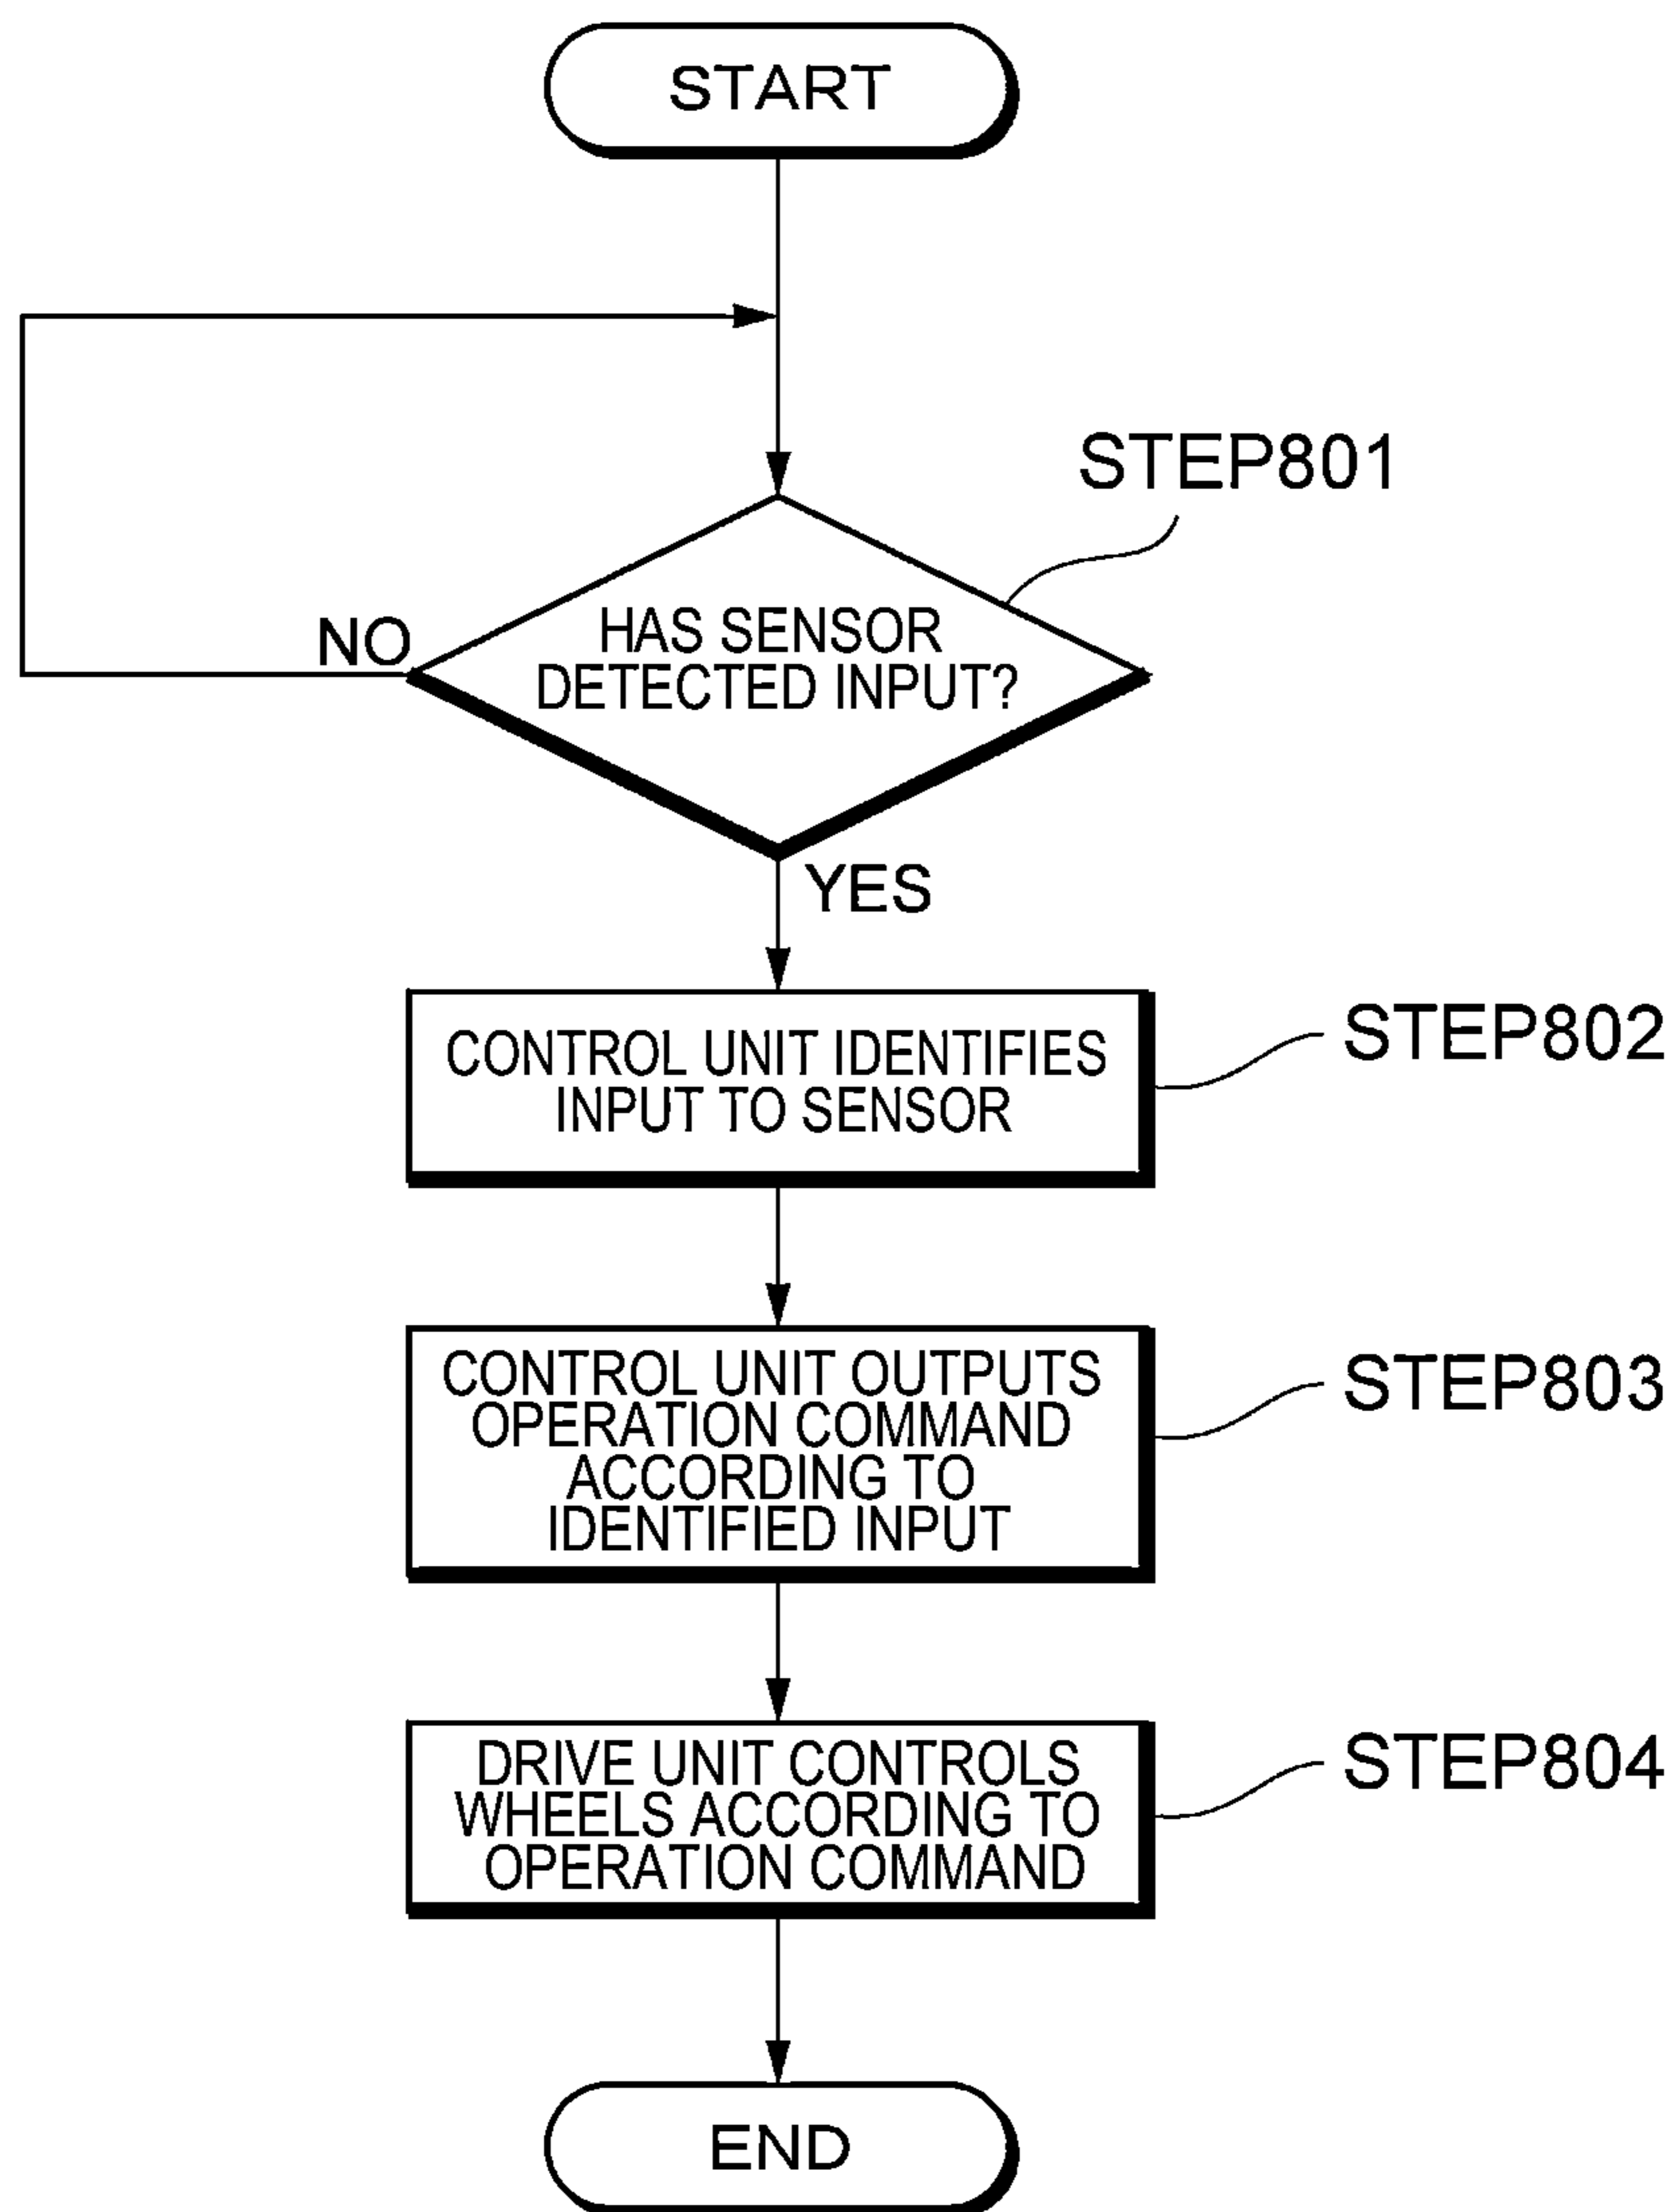 START
STEP801
HAS SENSOR
DETECTED INPUT?
NO
YES
CONTROL UNIT IDENTIFIES
INPUT TO SENSOR
STEP802
CONTROL UNIT OUTPUTS
OPERATION COMMAND
ACCORDING TO
IDENTIFIED INPUT
STEP803
DRIVE UNIT CONTROLS
WHEELS ACCORDING TO
OPERATION COMMAND
STEP804
END